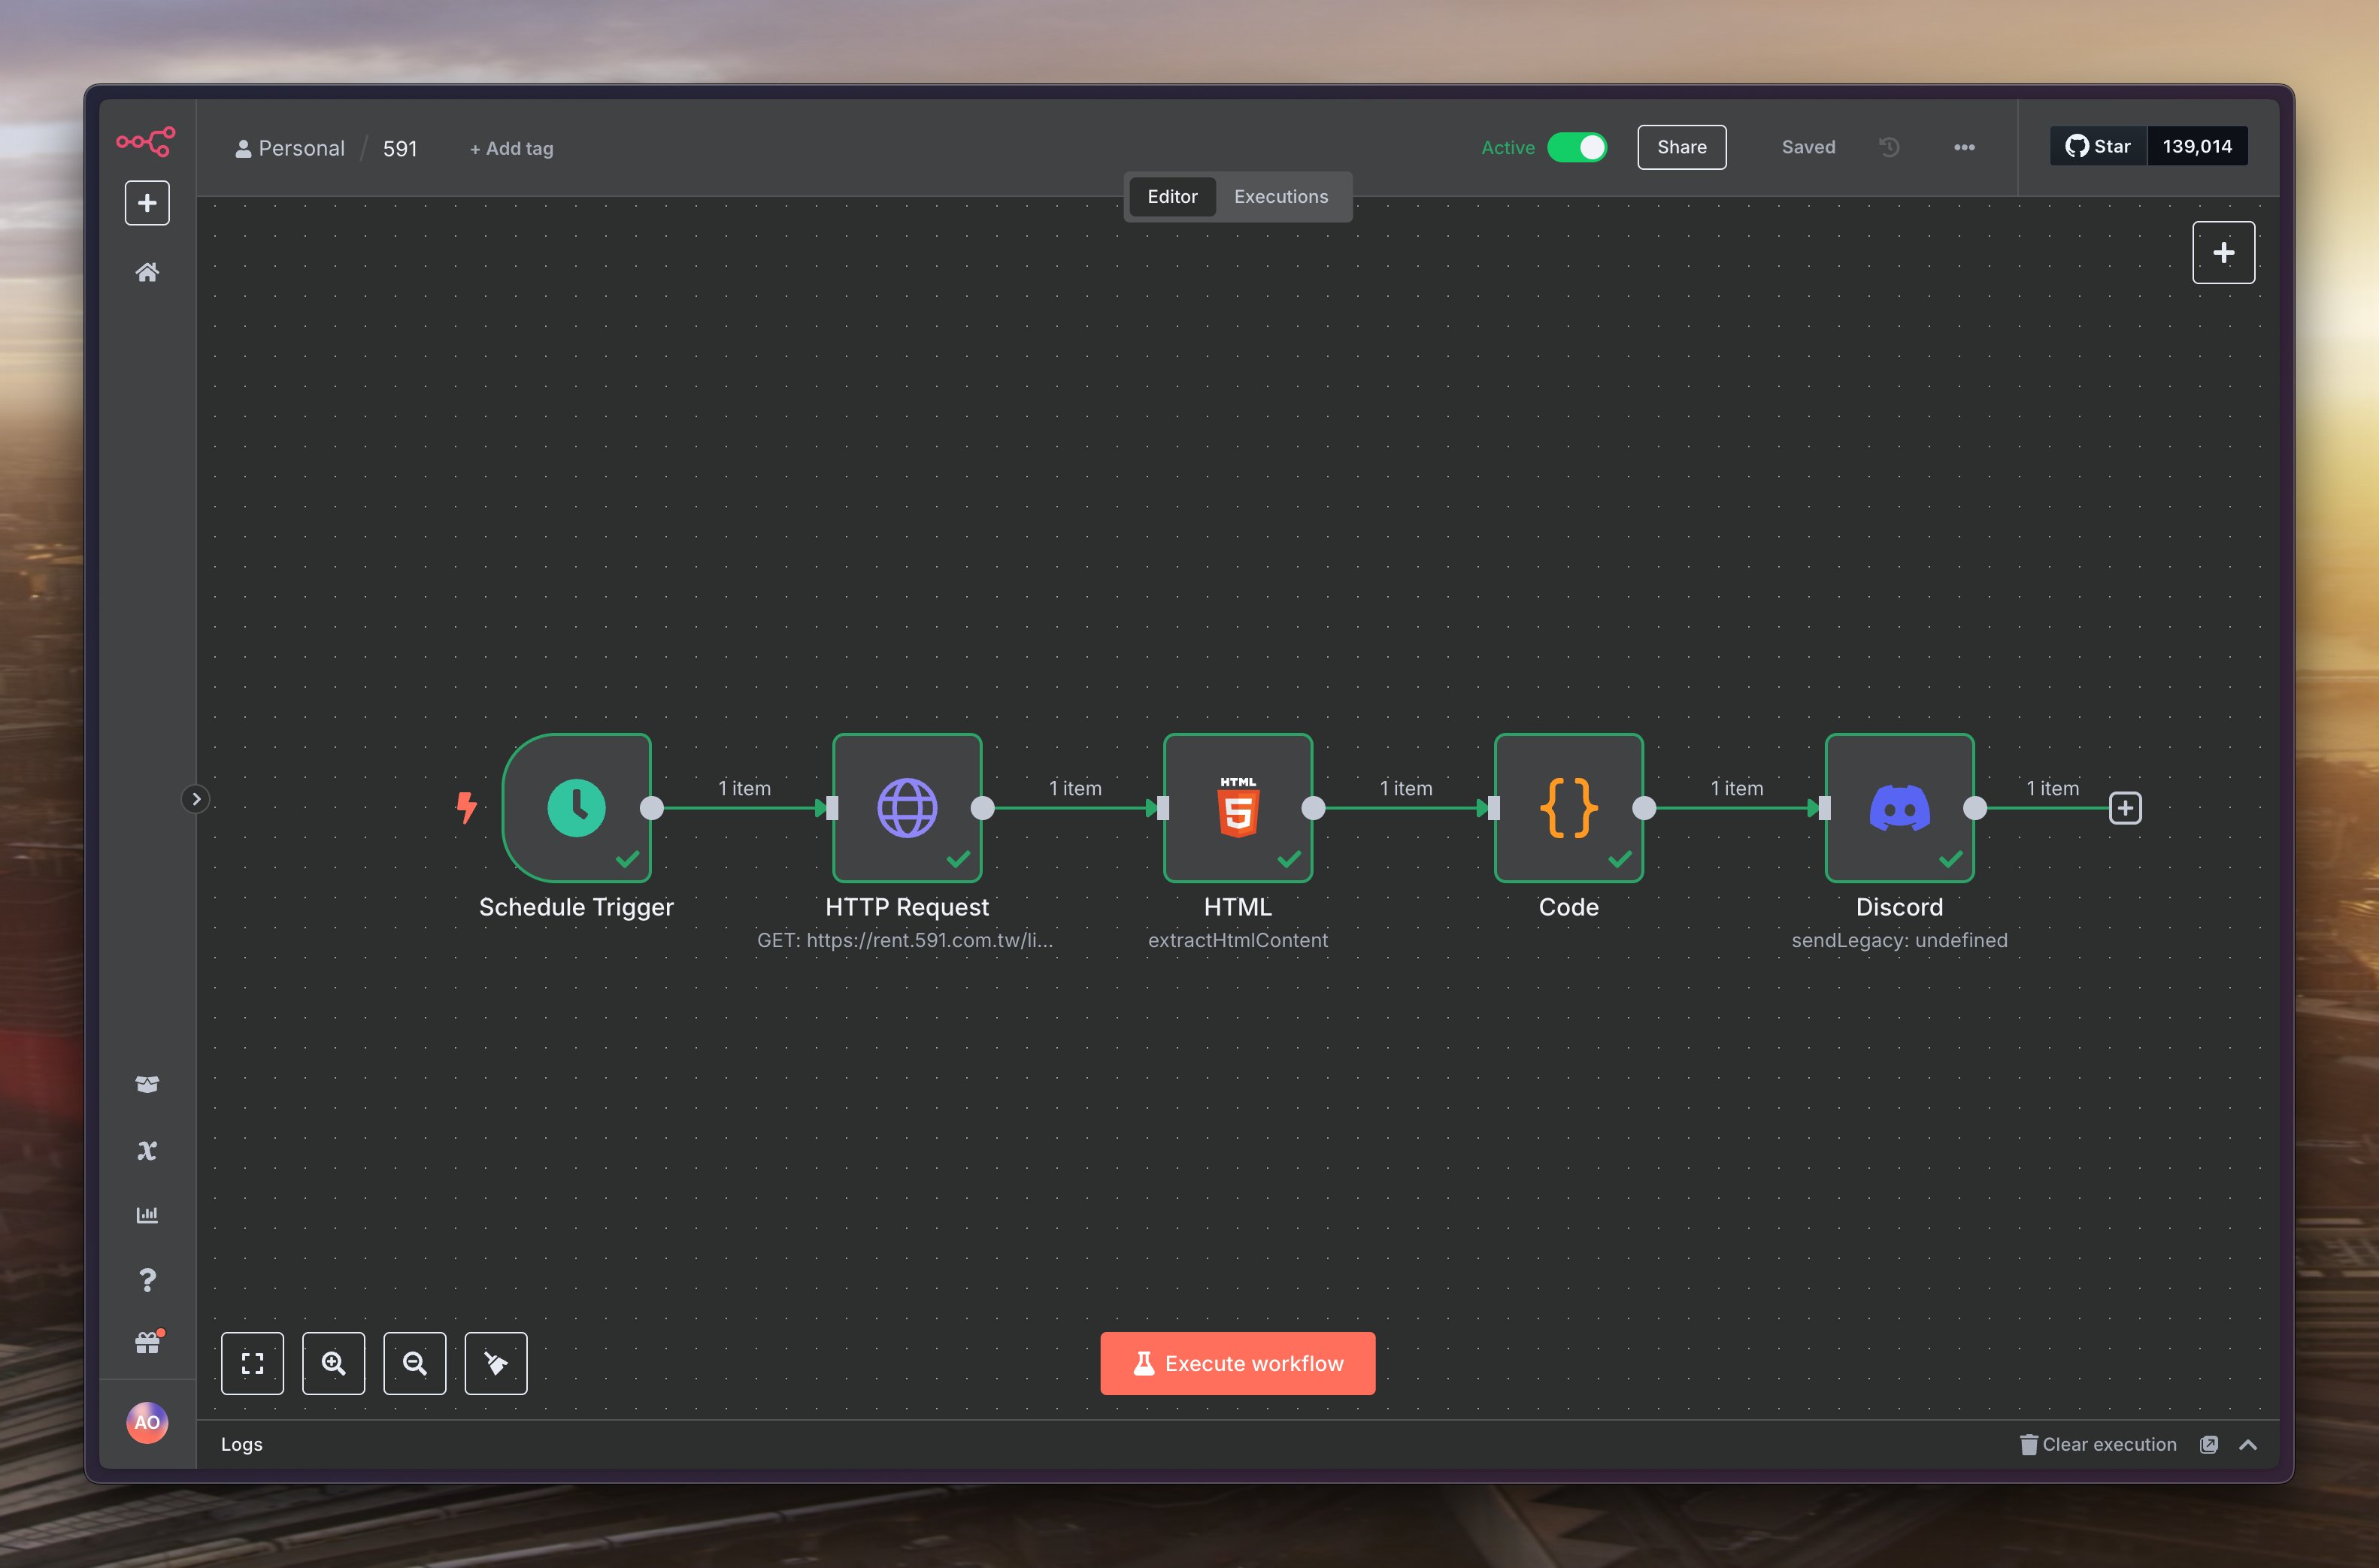 Personal / 591 + Add tag
Active
Share
Saved
Star 139,014
Editor Executions
1 item 1 item 1 item 1 item 1 item
HTML
5
Schedule Trigger
HTTP Request
GET: https://rent.591.com.tw/li...
HTML
extractHtmlContent
Code
Discord
sendLegacy: undefined
Execute workflow
AO
Logs
Clear execution